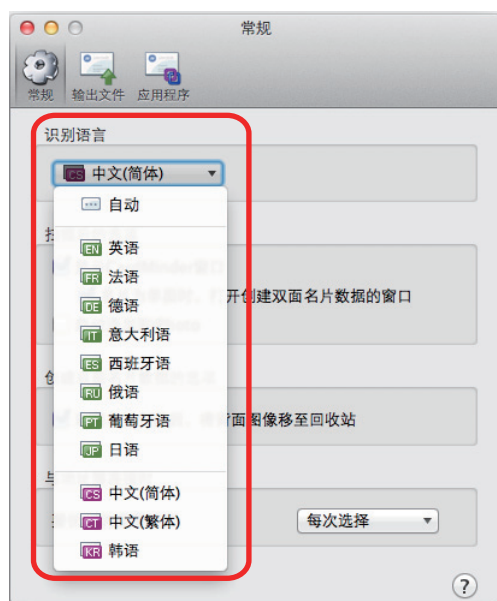 常规
常规 输出文件 应用程序
识别语言
CS 中文(简体)
自动
EN 英语
FR 法语
开创建双面名片数据的窗口
DE 德语
IT 意大利语
ES 西班牙语
RU 俄语
PT 葡萄牙语
面图像移至回收站
JP 日语
CS 中文(简体)
CT 中文(繁体)
每次选择
KR 韩语
?